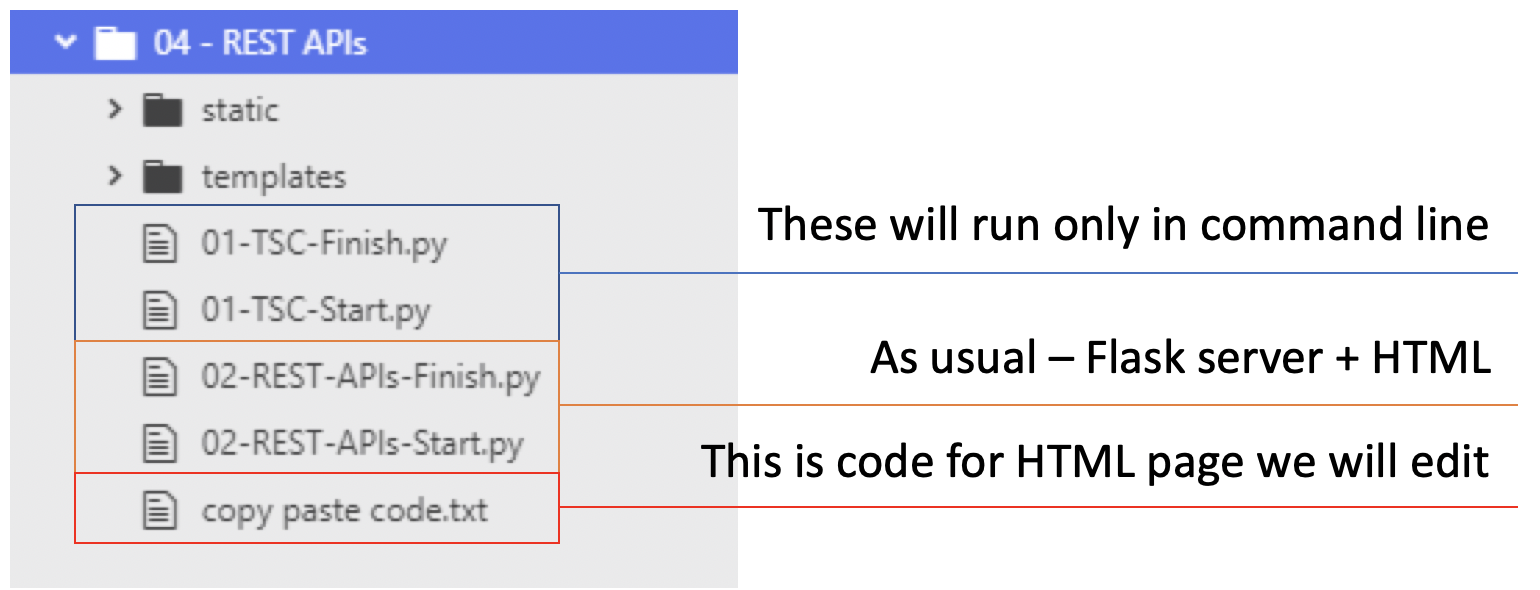 04 - REST APIs
static
templates
01-TSC-Finish.py
These will run only in command line
01-TSC-Start.py
02-REST-APIs-Finish.py
As usual – Flask server + HTML
02-REST-APIs-Start.py
This is code for HTML page we will edit
copy paste code.txt